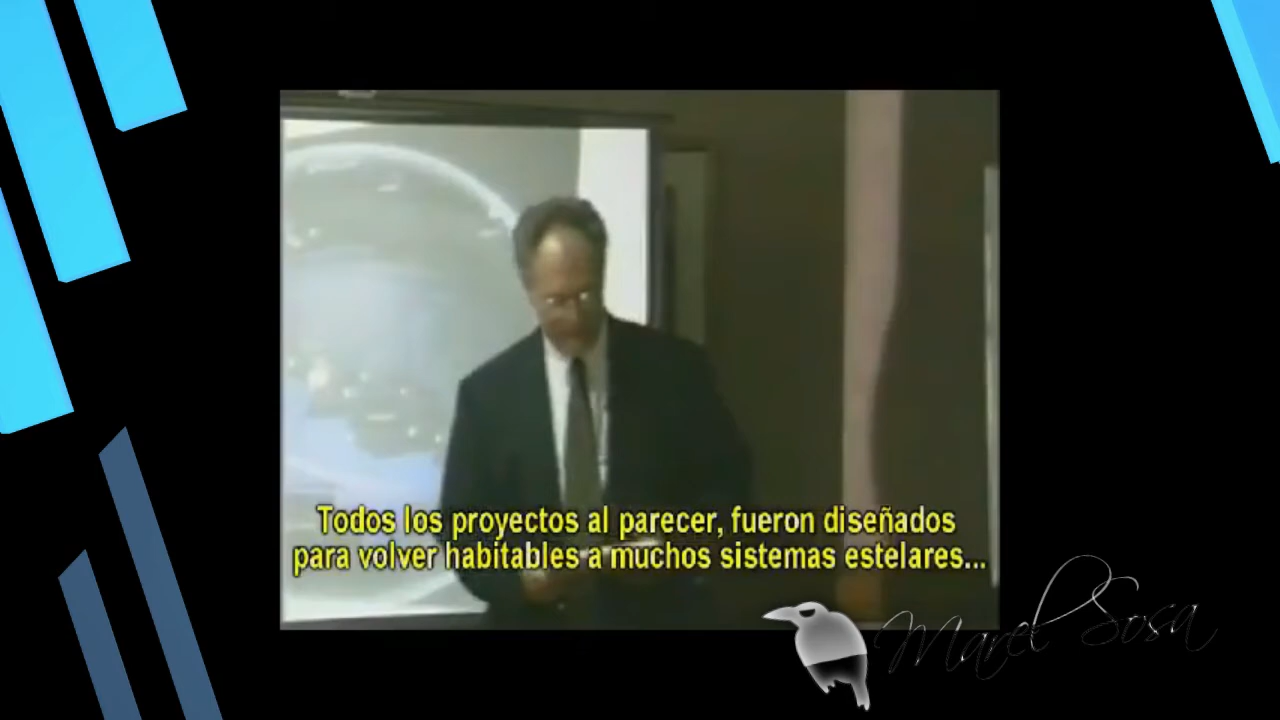 Todos los proyectos al parecer, fueron diseñados
para volver habitables a muchos sistemas estelares...
Marel Sosa